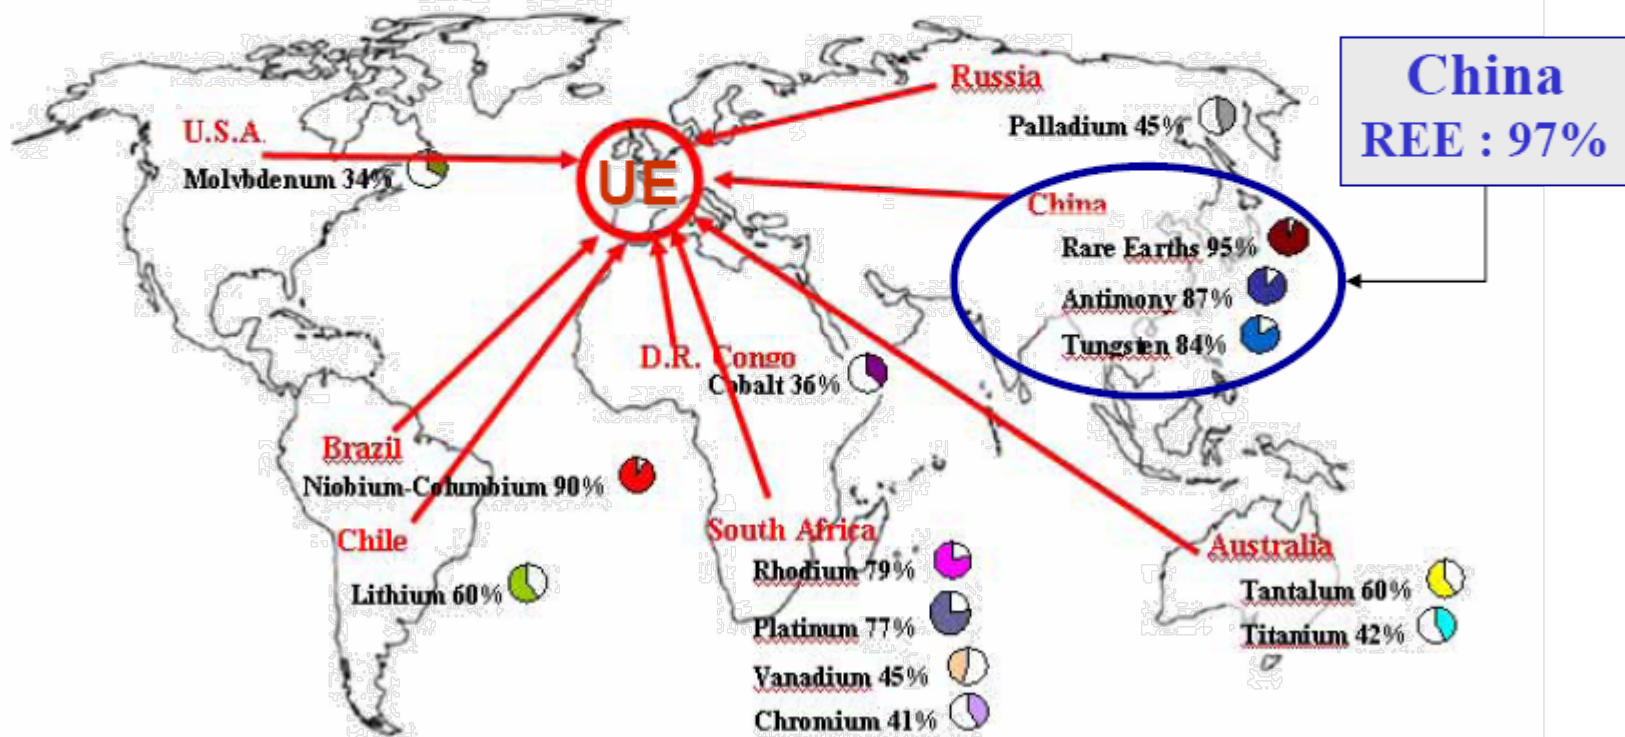 Russia
Palladium 45%
China
REE : 97%
U.S.A.
Molybdenum 34%
UE
China
Rare Earths 95%
Antimony 87%
Tungsten 84%
D.R. Congo
Cobalt 36%
Brazil
Niobium-Columbium 90%
Chile
Lithium 60%
South Africa
Rhodium 79%
Platinum 77%
Vanadium 45%
Chromium 41%
Australia
Tantalum 60%
Titanium 42%